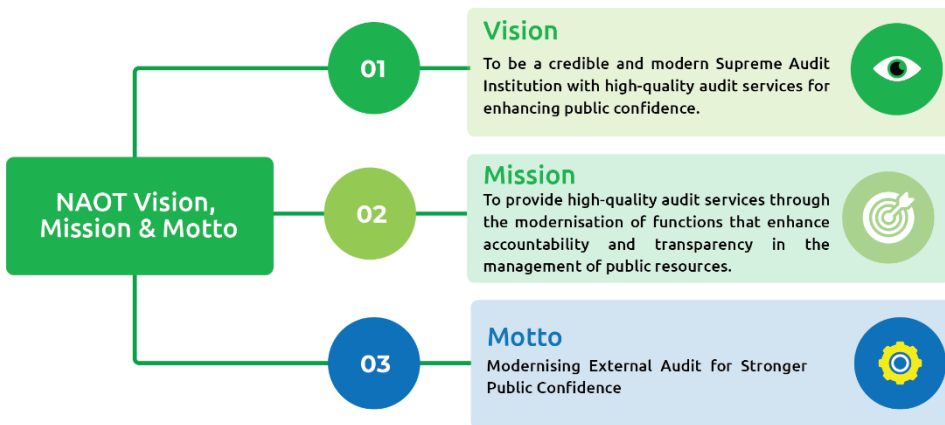 NAOT Vision,
Mission & Motto
01
Vision
To be a credible and modern Supreme Audit
Institution with high-quality audit services for
enhancing public confidence.
02
Mission
To provide high-quality audit services through
the modernisation of functions that enhance
accountability and transparency in the
management of public resources.
03
Motto
Modernising External Audit for Stronger
Public Confidence